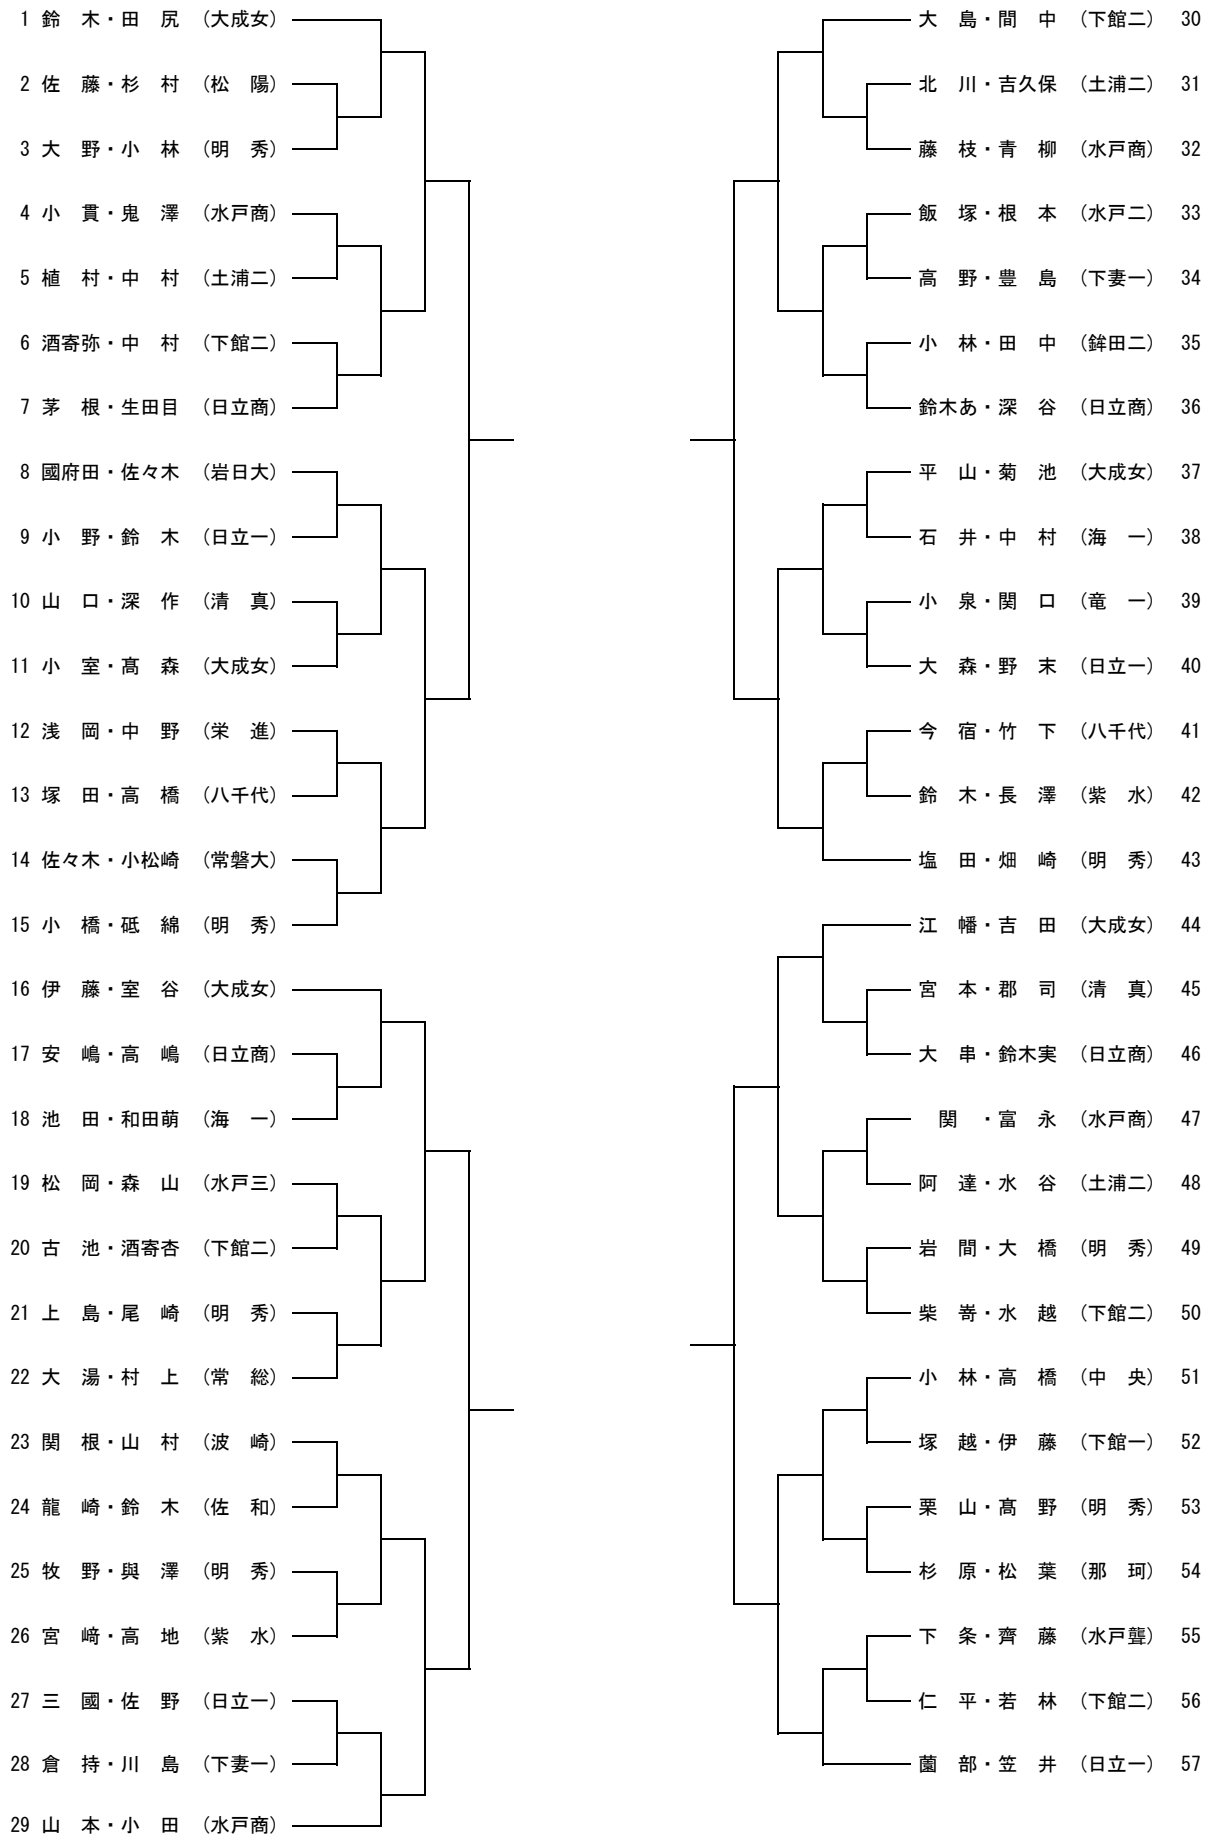 1 鈴　木・田　尻 （大成女）
2 佐　藤・杉　村 （松　陽）
3 大　野・小　林 （明　秀）
4 小　貫・鬼　澤 （水戸商）
5 植　村・中　村 （土浦二）
6 酒寄弥・中　村 （下館二）
7 茅　根・生田目 （日立商）
8 國府田・佐々木 （岩日大）
9 小　野・鈴　木 （日立一）
10 山　口・深　作 （清　真）
11 小　室・髙　森 （大成女）
12 浅　岡・中　野 （栄　進）
13 塚　田・高　橋 （八千代）
14 佐々木・小松崎 （常磐大）
15 小　橋・砥　綿 （明　秀）
16 伊　藤・室　谷 （大成女）
17 安　嶋・高　嶋 （日立商）
18 池　田・和田萌 （海　一）
19 松　岡・森　山 （水戸三）
20 古　池・酒寄杏 （下館二）
21 上　島・尾　崎 （明　秀）
22 大　湯・村　上 （常　総）
23 関　根・山　村 （波　崎）
24 龍　崎・鈴　木 （佐　和）
25 牧　野・與　澤 （明　秀）
26 宮　﨑・高　地 （紫　水）
27 三　國・佐　野 （日立一）
28 倉　持・川　島 （下妻一）
29 山　本・小　田 （水戸商）
大　島・間　中 （下館二） 30
北　川・吉久保 （土浦二） 31
藤　枝・青　柳 （水戸商） 32
飯　塚・根　本 （水戸二） 33
高　野・豊　島 （下妻一） 34
小　林・田　中 （鉾田二） 35
鈴木あ・深　谷 （日立商） 36
平　山・菊　池 （大成女） 37
石　井・中　村 （海　一） 38
小　泉・関　口 （竜　一） 39
大　森・野　末 （日立一） 40
今　宿・竹　下 （八千代） 41
鈴　木・長　澤 （紫　水） 42
塩　田・畑　崎 （明　秀） 43
江　幡・吉　田 （大成女） 44
宮　本・郡　司 （清　真） 45
大　串・鈴木実 （日立商） 46
関　・富　永 （水戸商） 47
阿　達・水　谷 （土浦二） 48
岩　間・大　橋 （明　秀） 49
柴　嵜・水　越 （下館二） 50
小　林・高　橋 （中　央） 51
塚　越・伊　藤 （下館一） 52
栗　山・髙　野 （明　秀） 53
杉　原・松　葉 （那　珂） 54
下　条・齊　藤 （水戸聾） 55
仁　平・若　林 （下館二） 56
薗　部・笠　井 （日立一） 57